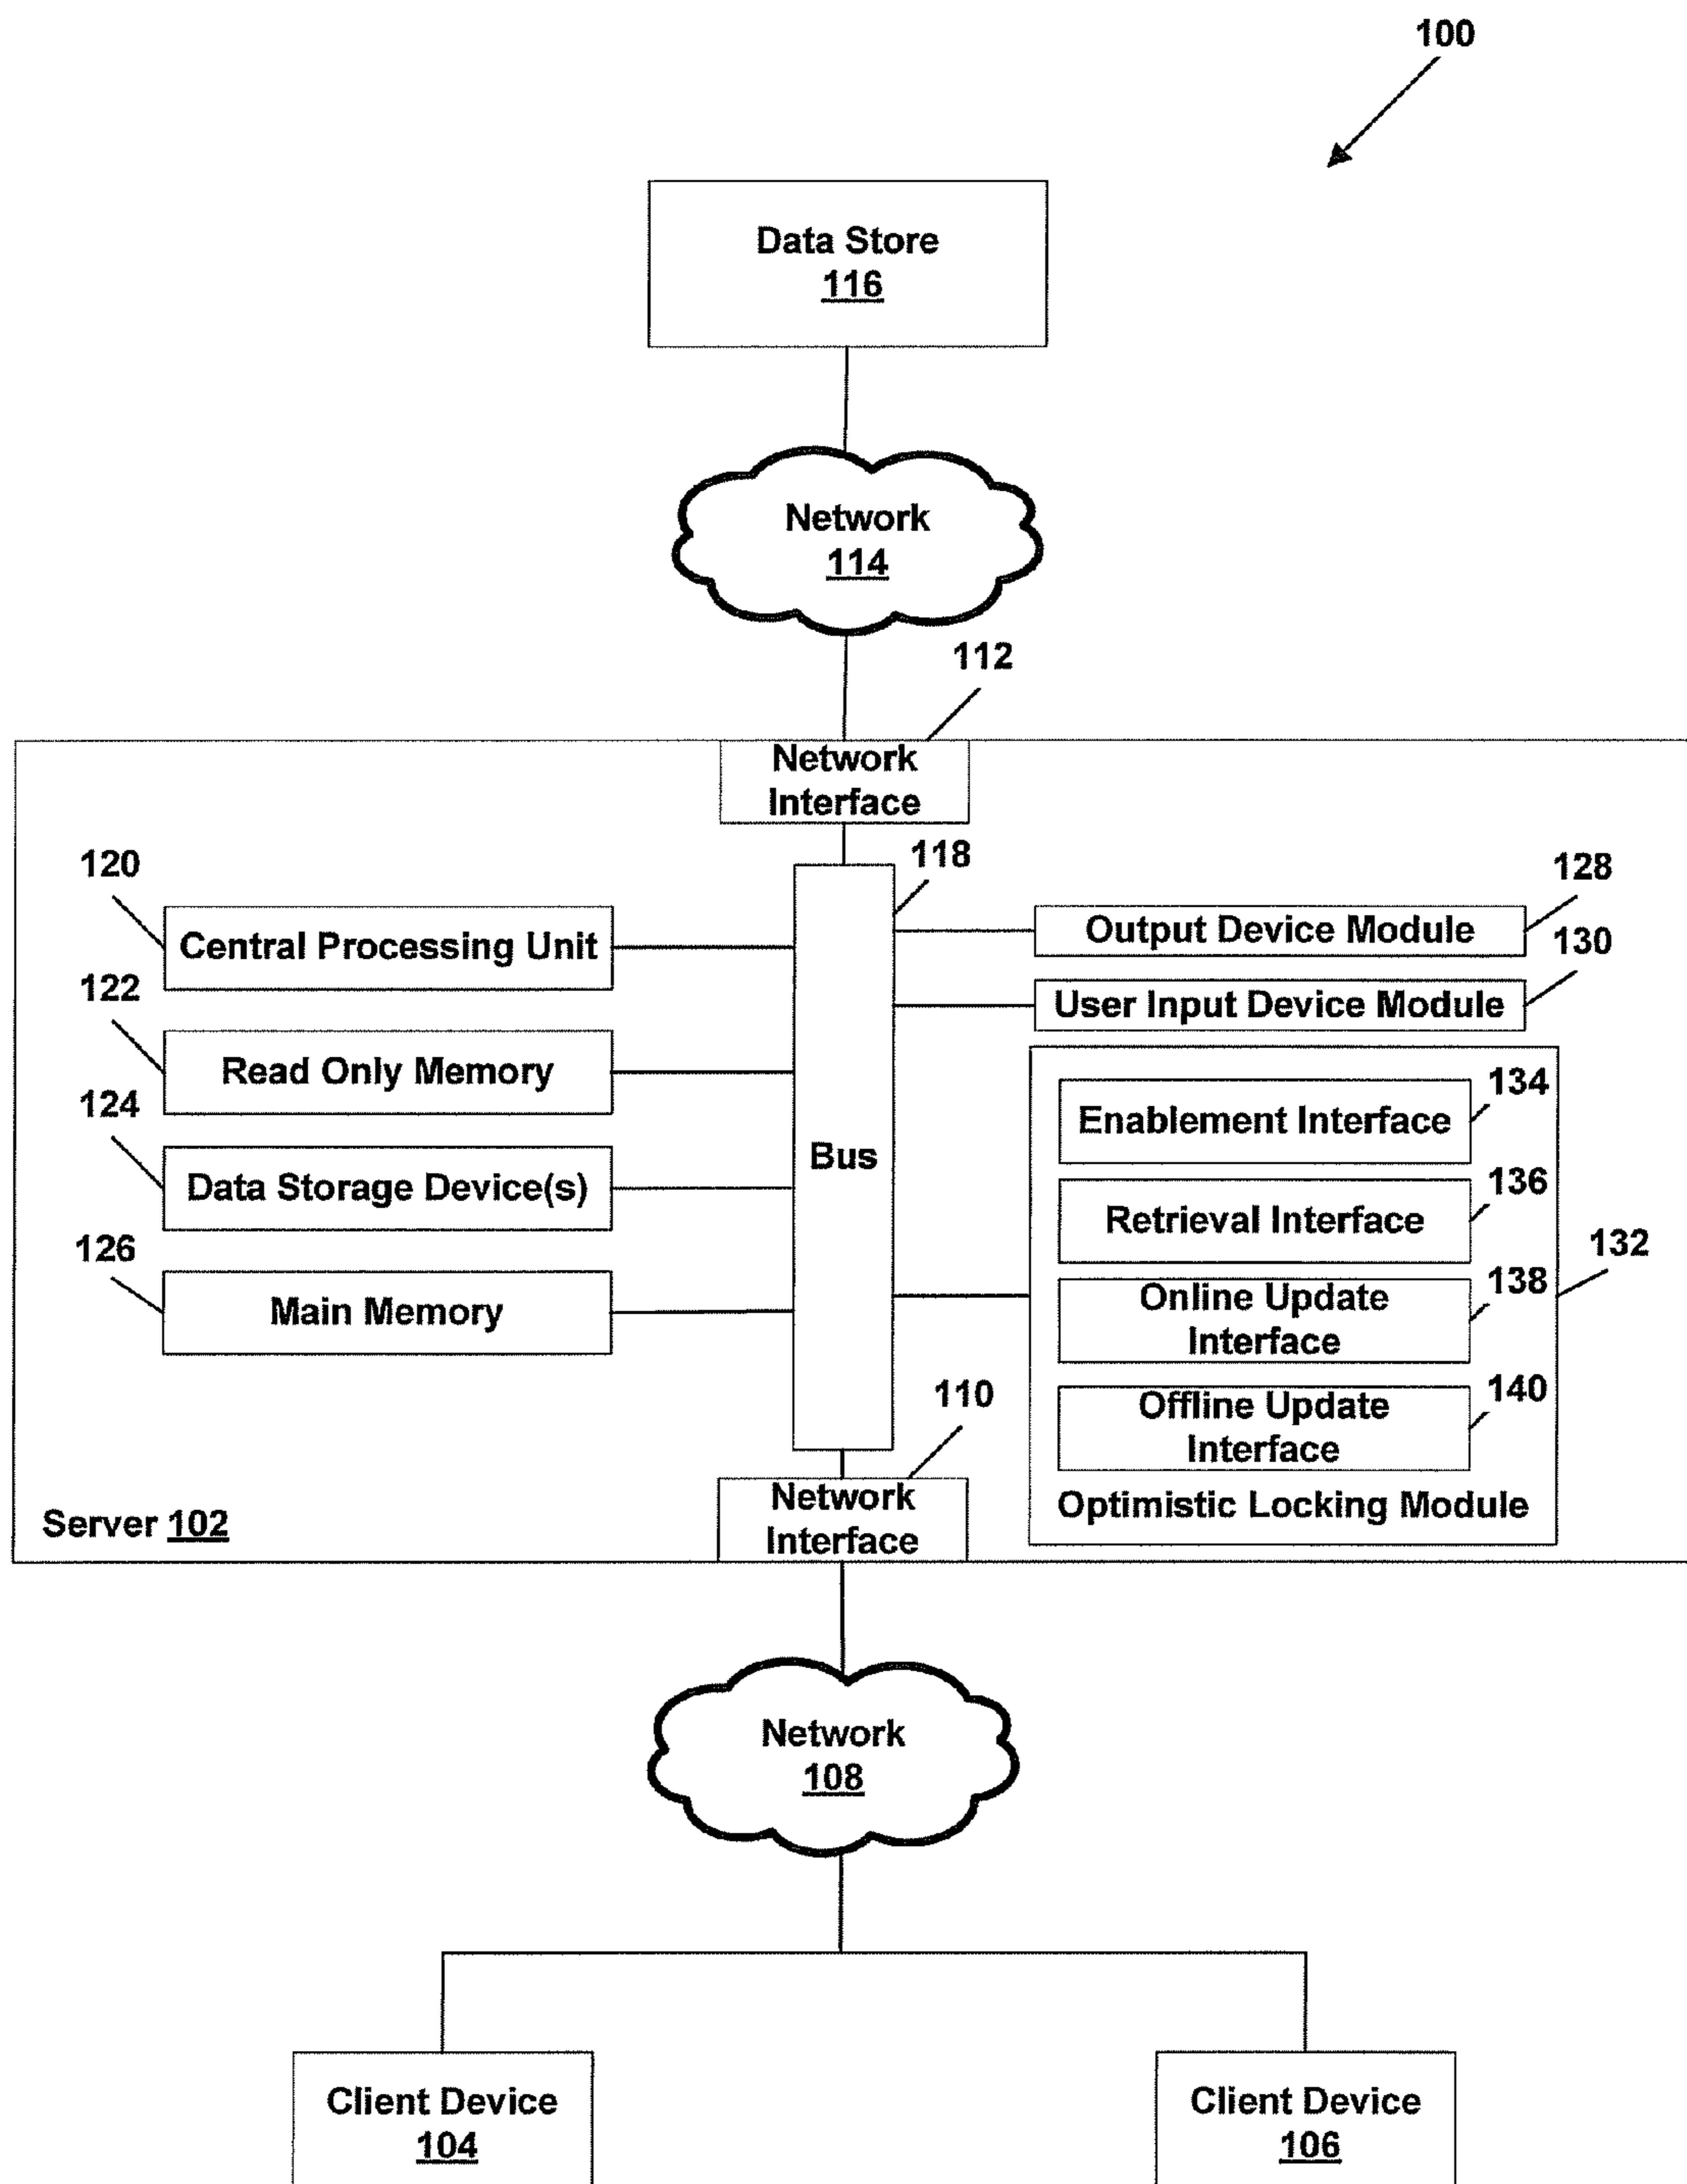 100
Data Store
116
Network
114
112
Network
Interface
118
120
Central Processing Unit
122
Read Only Memory
124
Data Storage Device(s)
126
Main Memory
Bus
128
Output Device Module
130
User Input Device Module
134
Enablement Interface
136
Retrieval Interface
132
138
Online Update
Interface
140
Offline Update
Interface
Optimistic Locking Module
110
Network
Interface
Server 102
Network
108
Client Device
104
Client Device
106